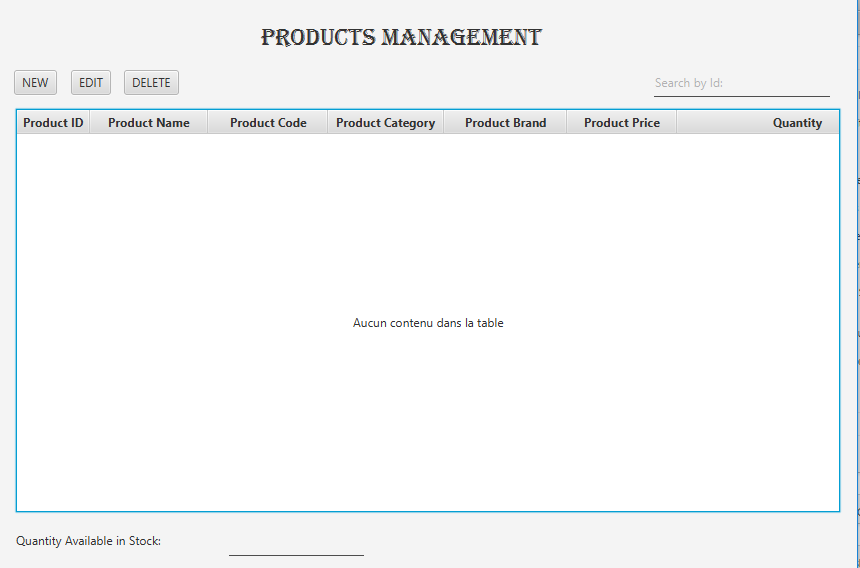 PRODUCTS MANAGEMENT
NEW EDIT DELETE Search by Id:
Product ID Product Name Product Code Product Category Product Brand Product Price Quantity
Aucun contenu dans la table
Quantity Available in Stock: